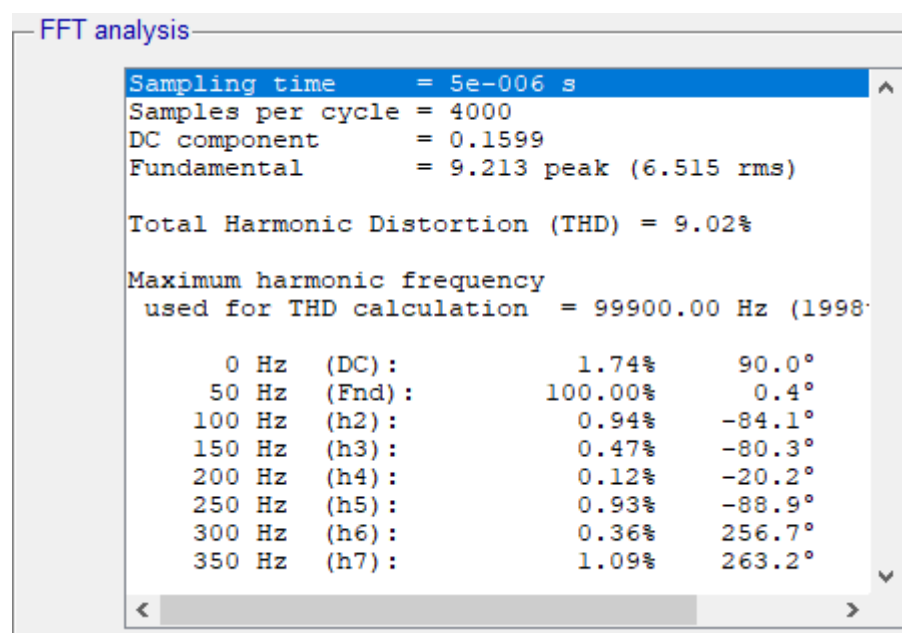 FFT analysis
Sampling time = 5e-006 s
Samples per cycle = 4000
DC component = 0.1599
Fundamental = 9.213 peak (6.515 rms)
Total Harmonic Distortion (THD) = 9.02%
Maximum harmonic frequency
used for THD calculation = 99900.00 Hz (1998
0 Hz (DC): 1.74% 90.0°
50 Hz (Fnd): 100.00% 0.4°
100 Hz (h2): 0.94% -84.1°
150 Hz (h3): 0.47% -80.3°
200 Hz (h4): 0.12% -20.2°
250 Hz (h5): 0.93% -88.9°
300 Hz (h6): 0.36% 256.7°
350 Hz (h7): 1.09% 263.2°